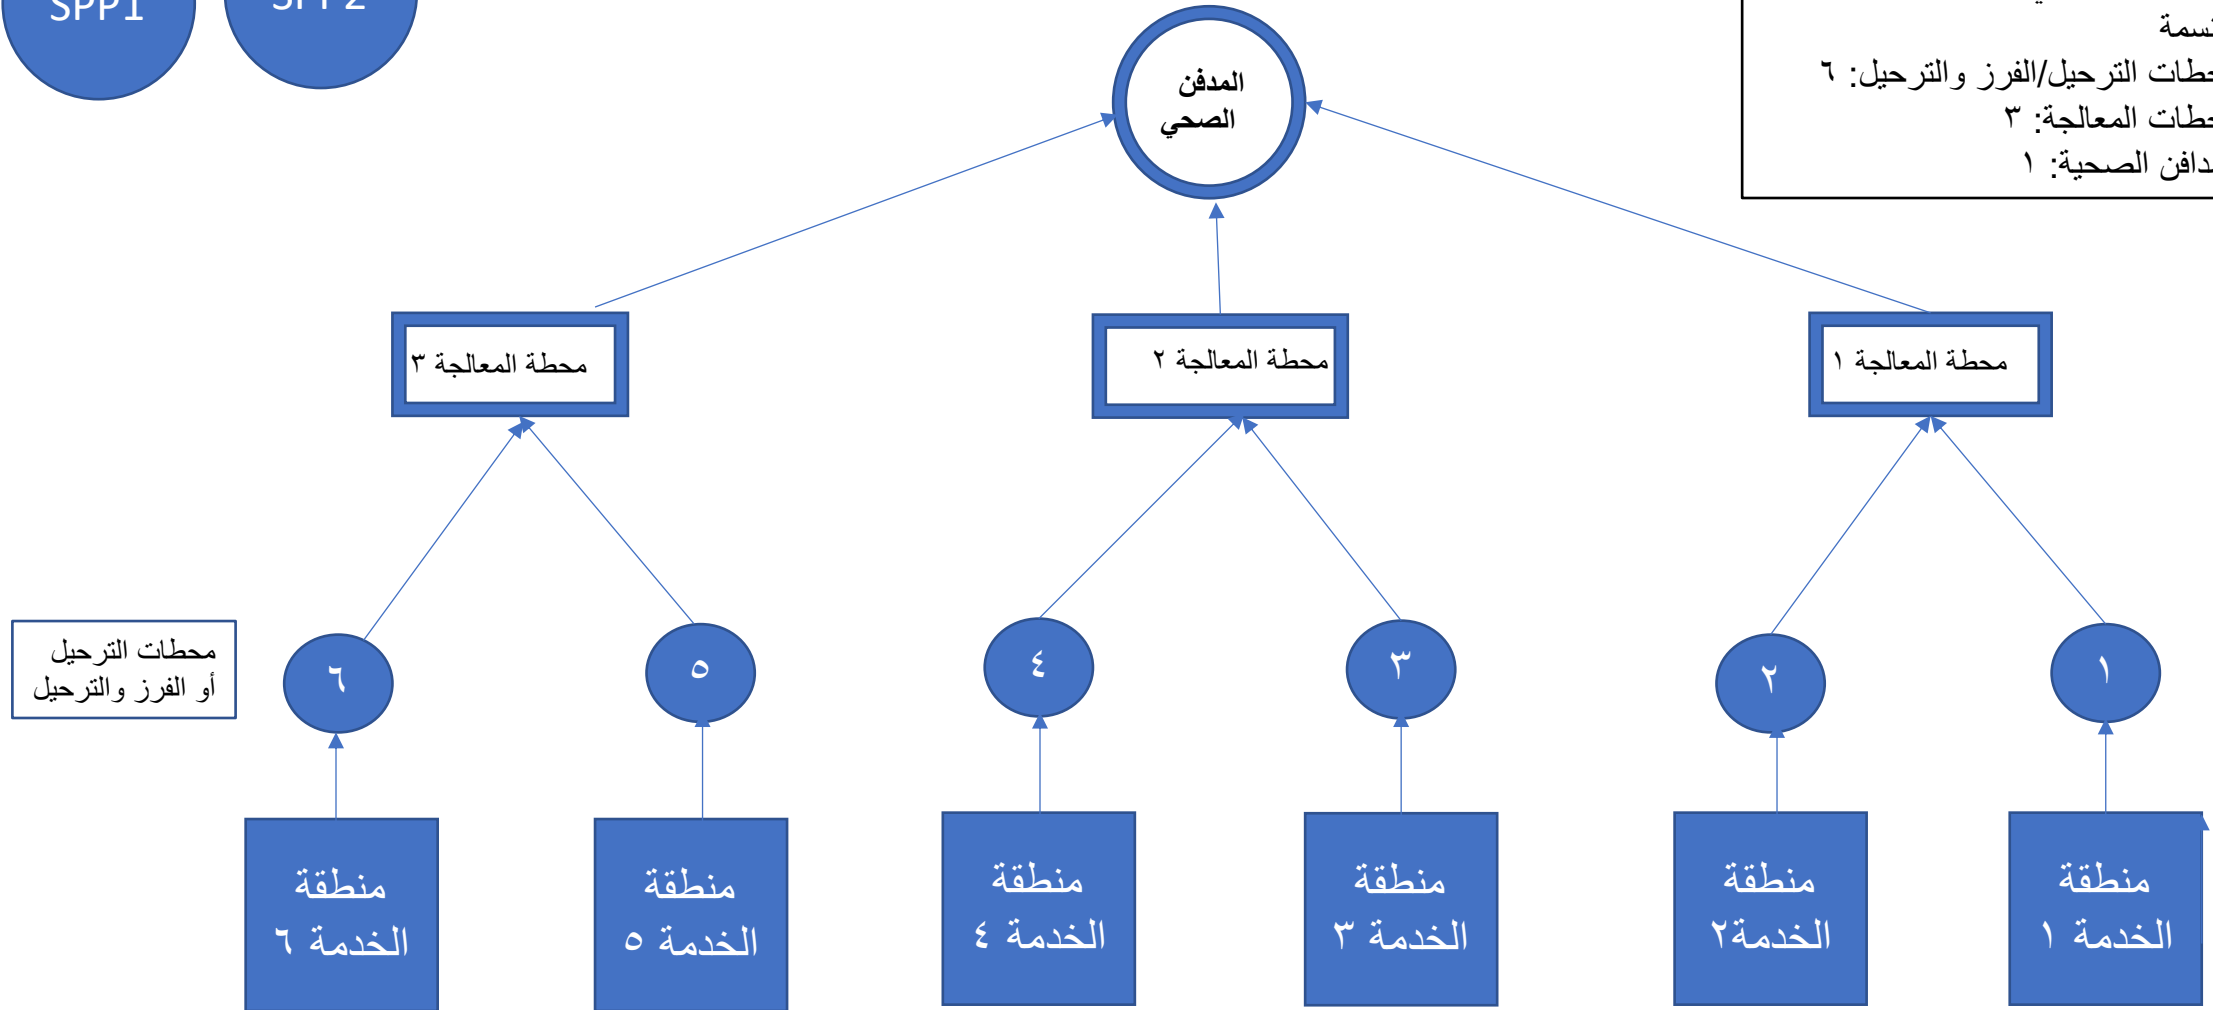 SPP1
SPP2
المدفن
الصحي
محطات الترحيل/الفرز والترحيل: ٦
محطات المعالجة: ٣
المدافن الصحية: ١
محطة المعالجة ١
محطة المعالجة ٢
محطة المعالجة ٣
١
٢
٣
٤
٥
٦
محطات الترحيل
أو الفرز والترحيل
منطقة
الخدمة ١
منطقة
الخدمة٢
منطقة
الخدمة ٣
منطقة
الخدمة ٤
منطقة
الخدمة ٥
منطقة
الخدمة ٦